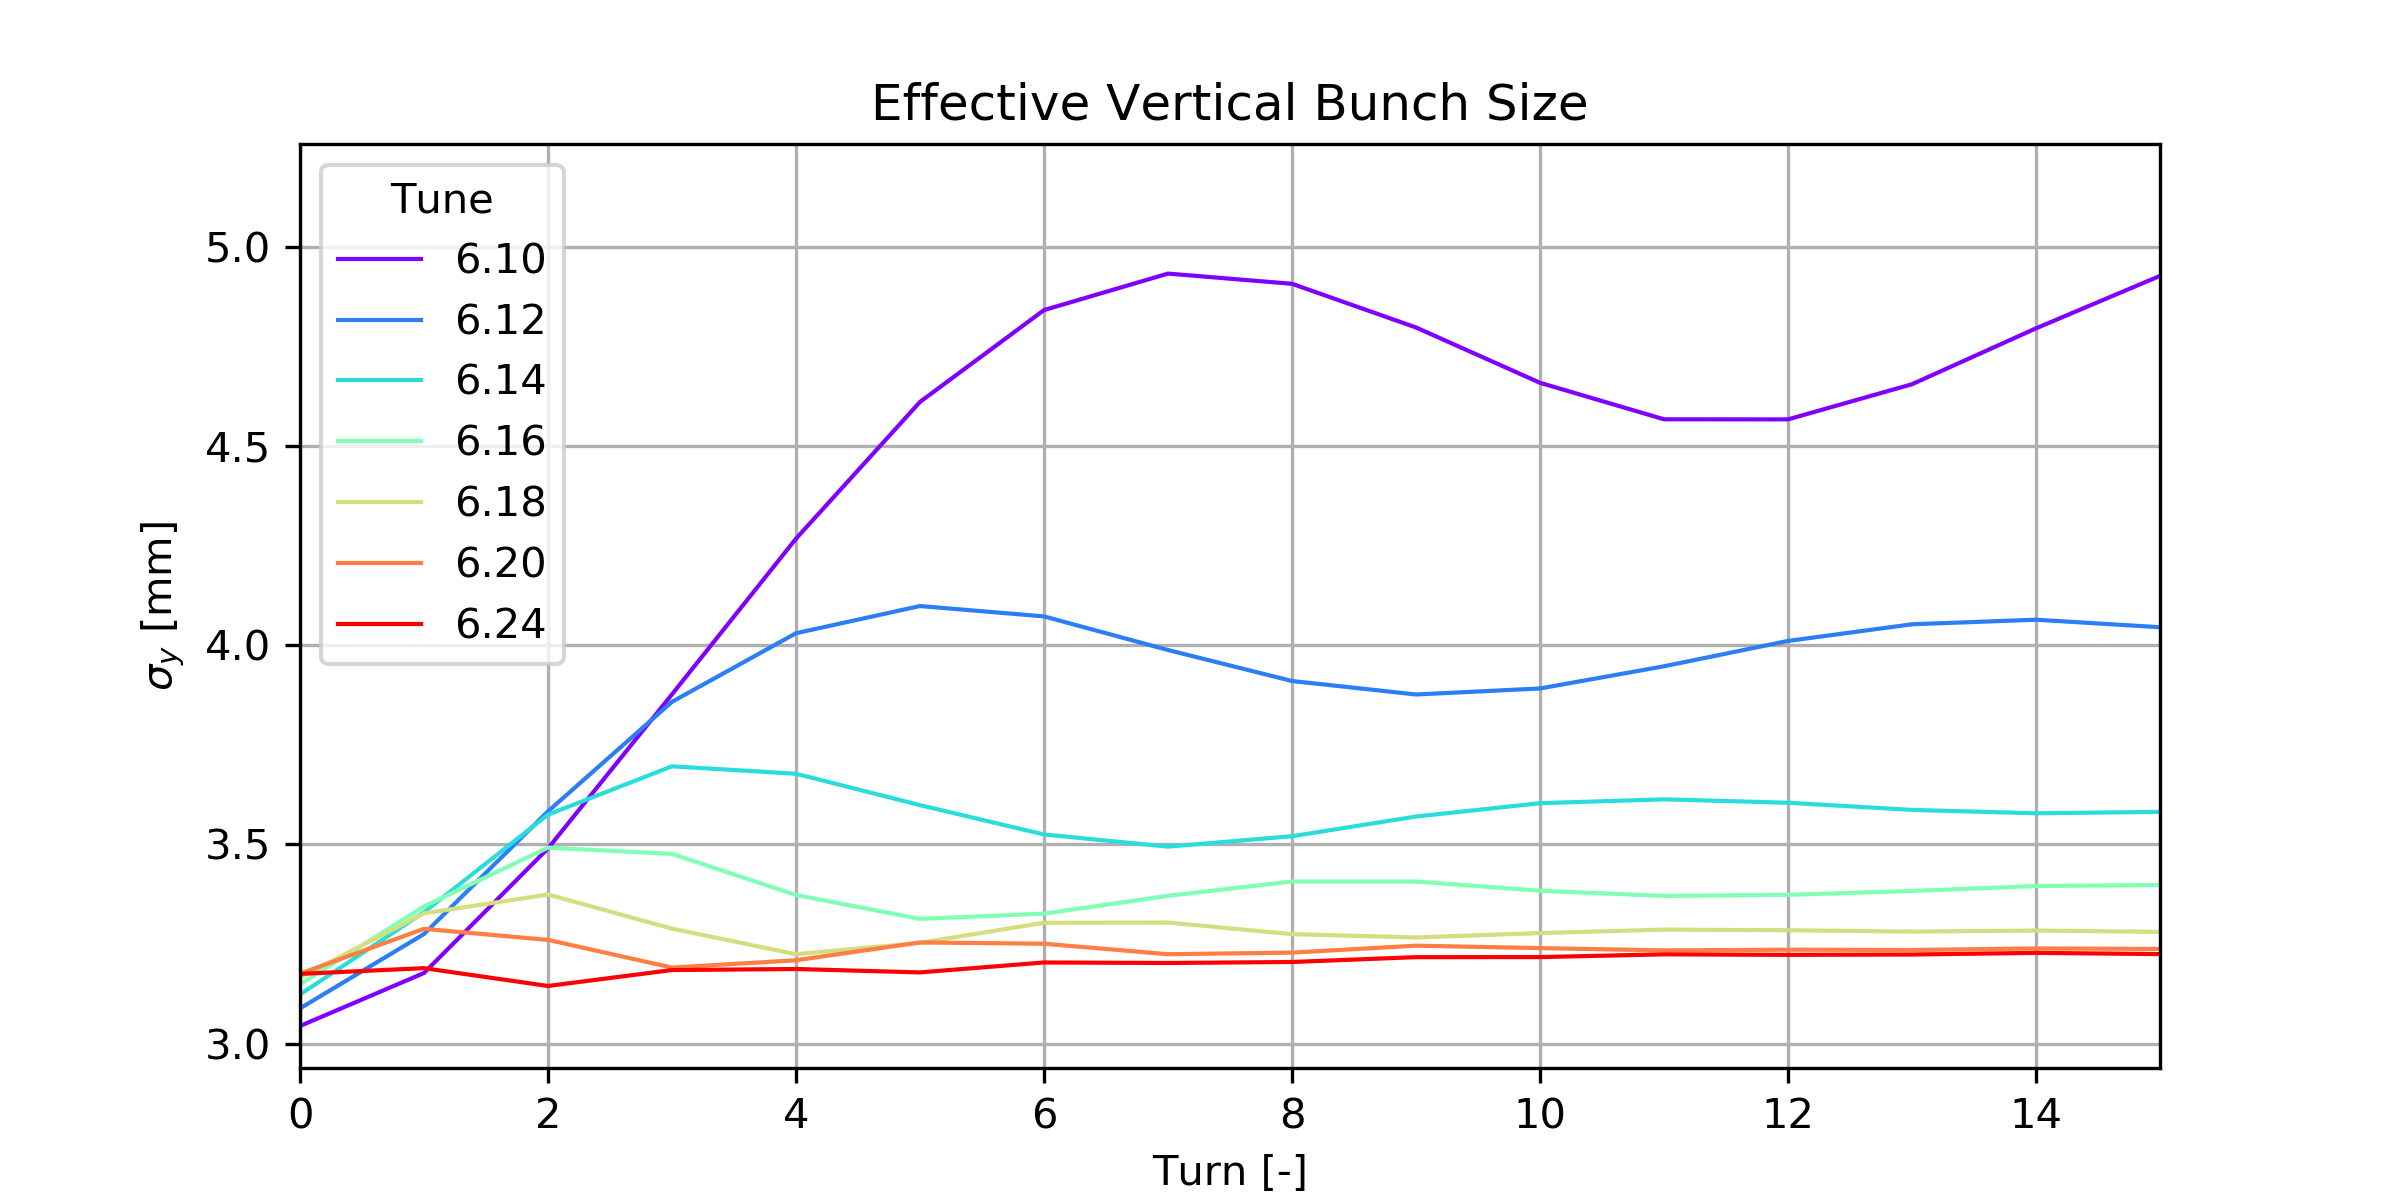 Effective Vertical Bunch Size
Tune
6.10
6.12
6.14
6.16
6.18
6.20
6.24
σy [mm]
5.0
4.5
4.0
3.5
3.0
0 2 4 6 8 10 12 14
Turn [-]